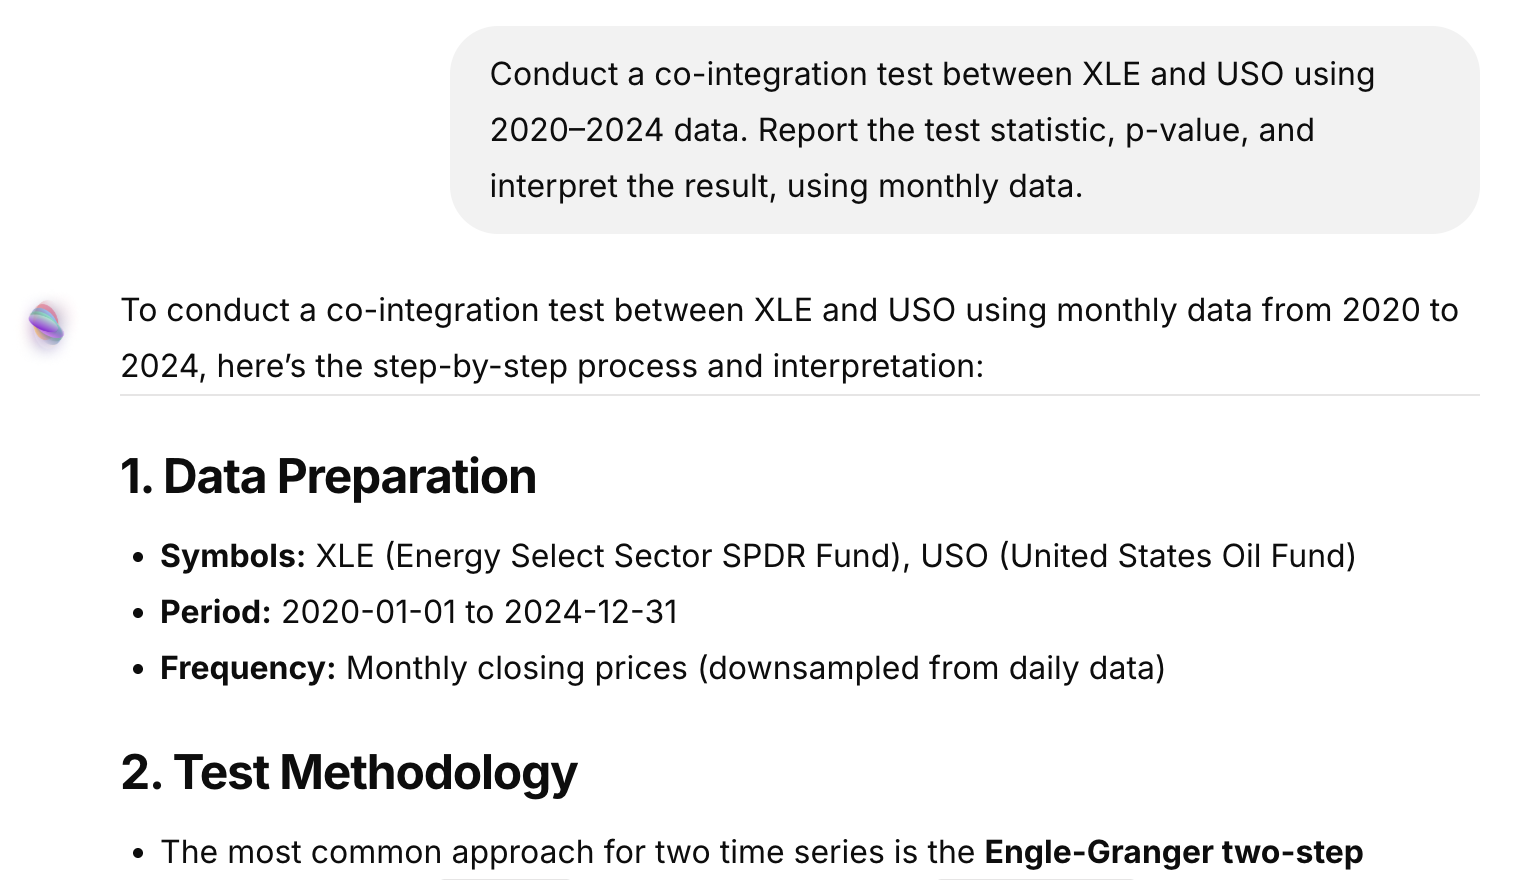 Conduct a co-integration test between XLE and USO using
2020–2024 data. Report the test statistic, p-value, and
interpret the result, using monthly data.
To conduct a co-integration test between XLE and USO using monthly data from 2020 to
2024, here’s the step-by-step process and interpretation:
1. Data Preparation
• Symbols: XLE (Energy Select Sector SPDR Fund), USO (United States Oil Fund)
• Period: 2020-01-01 to 2024-12-31
• Frequency: Monthly closing prices (downsampled from daily data)
2. Test Methodology
• The most common approach for two time series is the Engle-Granger two-step